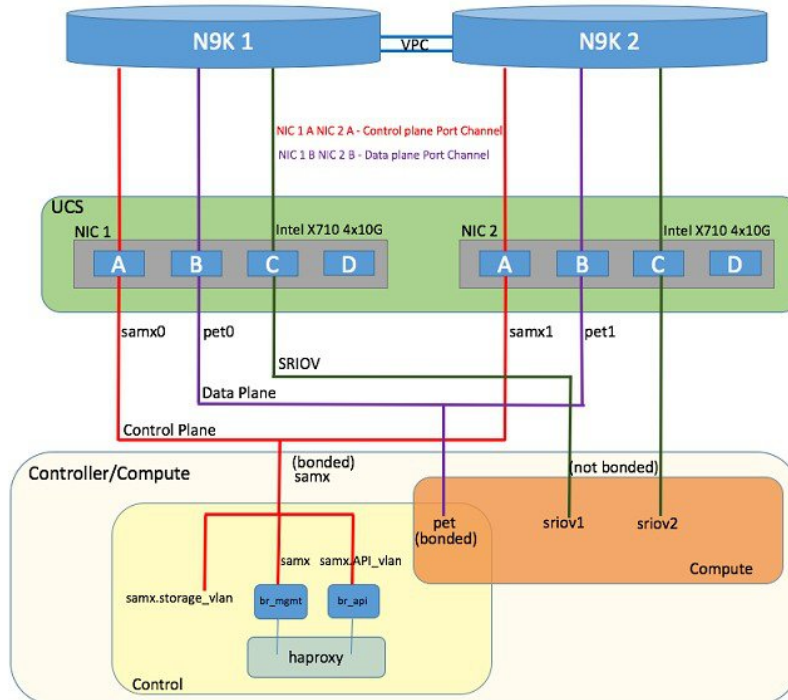 N9K 1
VPC
N9K 2
NIC 1 A NIC 2 A - Control plane Port Channel
NIC 1 B NIC 2 B - Data plane Port Channel
UCS
NIC 1
Intel X710 4x10G
A
B
C
D
NIC 2
Intel X710 4x10G
A
B
C
D
samx0
pet0
samx1
pet1
SRIOV
Data Plane
Control Plane
Controller/Compute
(bonded)
samx
(not bonded)
pet
(bonded)
sriov1
sriov2
Compute
samx
samx.API_vlan
samx.storage_vlan
br_mgmt
br_api
haproxy
Control